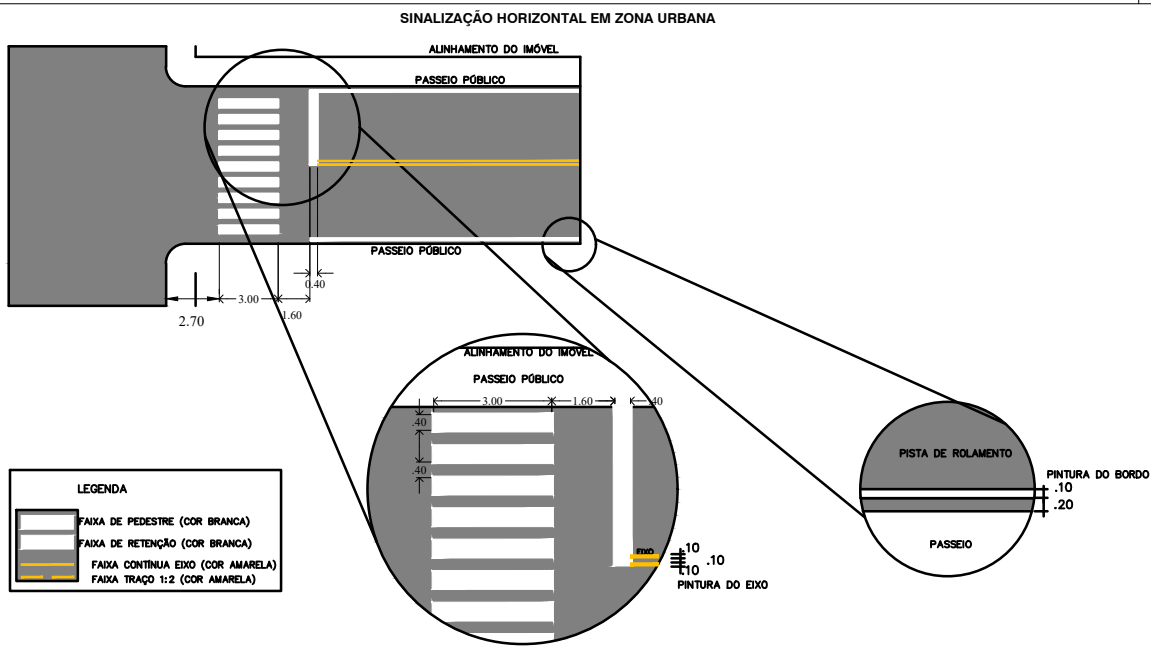 SINALIZAÇÃO HORIZONTAL EM ZONA URBANA
ALINHAMENTO DO IMÓVEL
PASSEIO PÚBLICO
PASSEIO PÚBLICO
0.40
3.00
1.60
2.70
ALINHAMENTO DO IMÓVEL
PASSEIO PÚBLICO
3.00
1.60
.40
.40
.40
EIXO
.10
.10
.10
PINTURA DO EIXO
PISTA DE ROLAMENTO
PINTURA DO BORDO
.10
.20
PASSEIO
LEGENDA
FAIXA DE PEDESTRE (COR BRANCA)
FAIXA DE RETENÇÃO (COR BRANCA)
FAIXA CONTÍNUA EIXO (COR AMARELA)
FAIXA TRAÇO 1:2 (COR AMARELA)